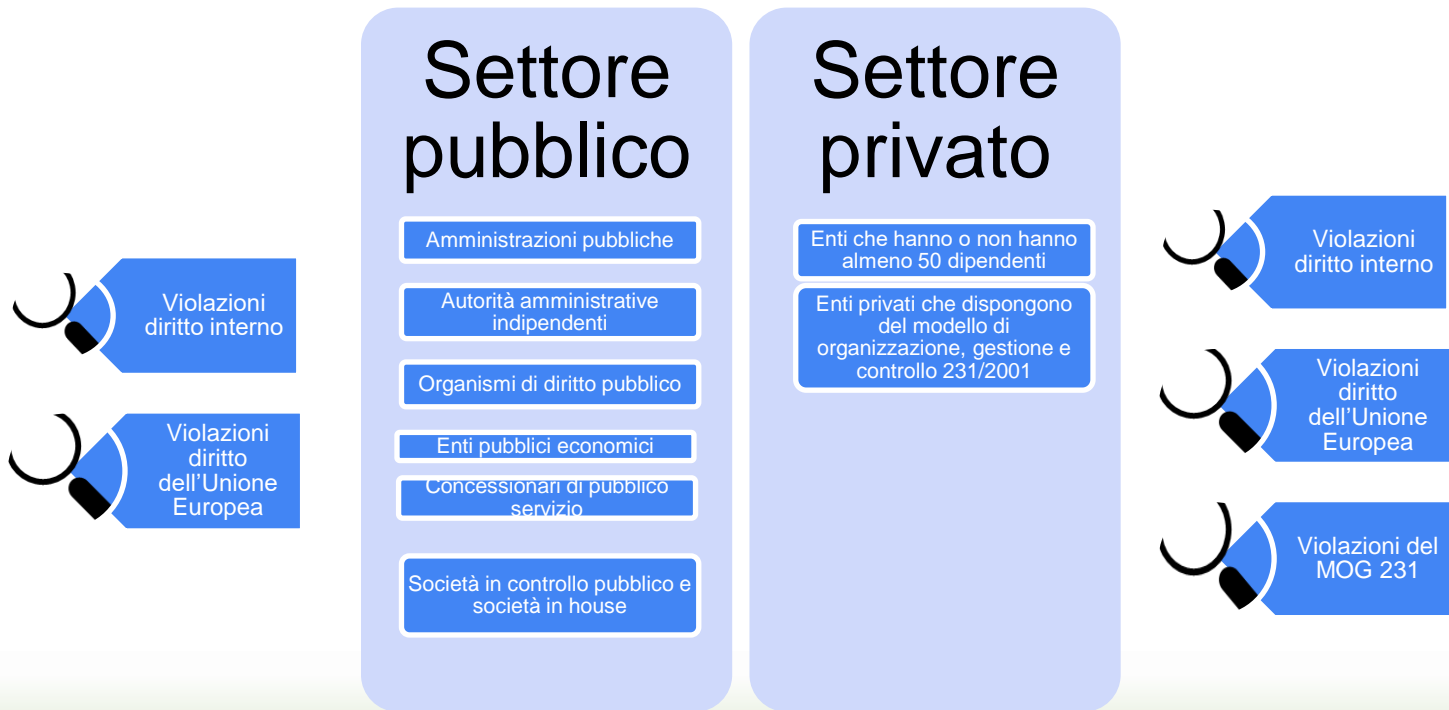 Settore
pubblico
Amministrazioni pubbliche
Autorità amministrative
indipendenti
Organismi di diritto pubblico
Enti pubblici economici
Concessionari di pubblico
servizio
Società in controllo pubblico e
società in house
Settore
privato
Enti che hanno o non hanno
almeno 50 dipendenti
Enti privati che dispongono
del modello di
organizzazione, gestione e
controllo 231/2001
Violazioni
diritto interno
Violazioni
diritto
dell’Unione
Europea
Violazioni
diritto interno
Violazioni
diritto
dell’Unione
Europea
Violazioni del
MOG 231